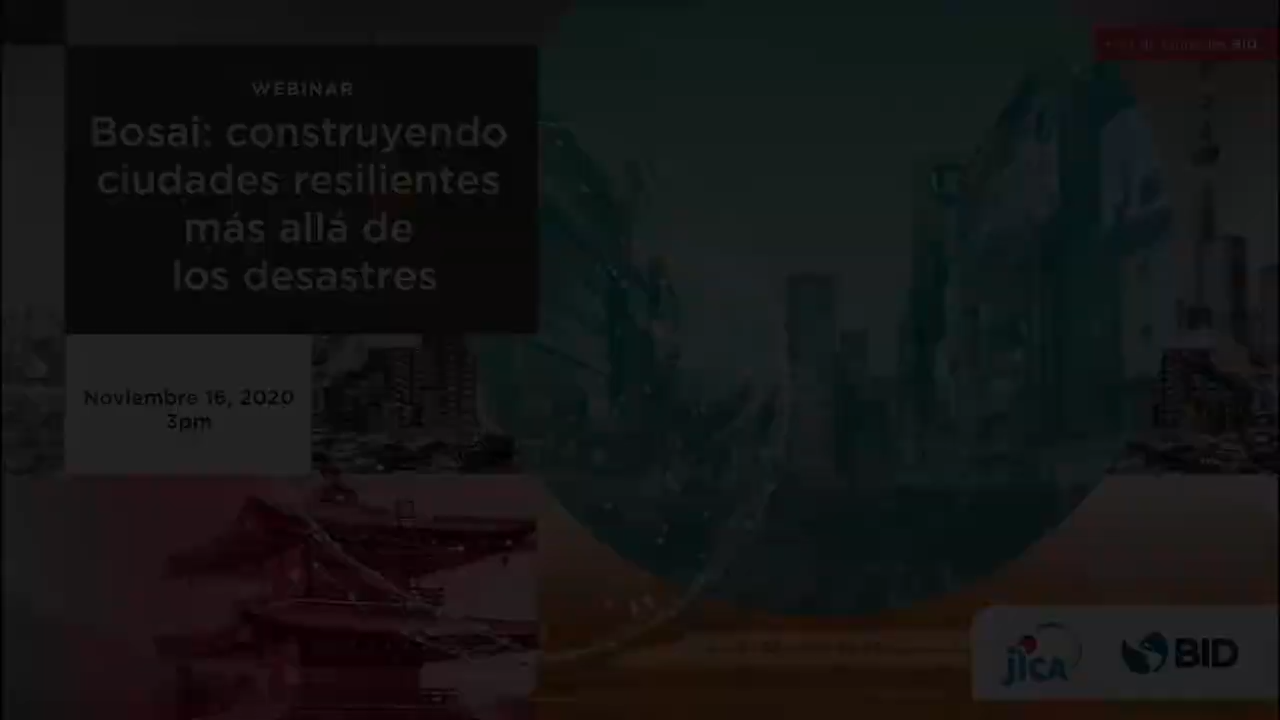 WEBINAR
Bosai: construyendo
ciudades resilientes
más allá de
los desastres
Noviembre 16, 2020
3pm
jICA
BID